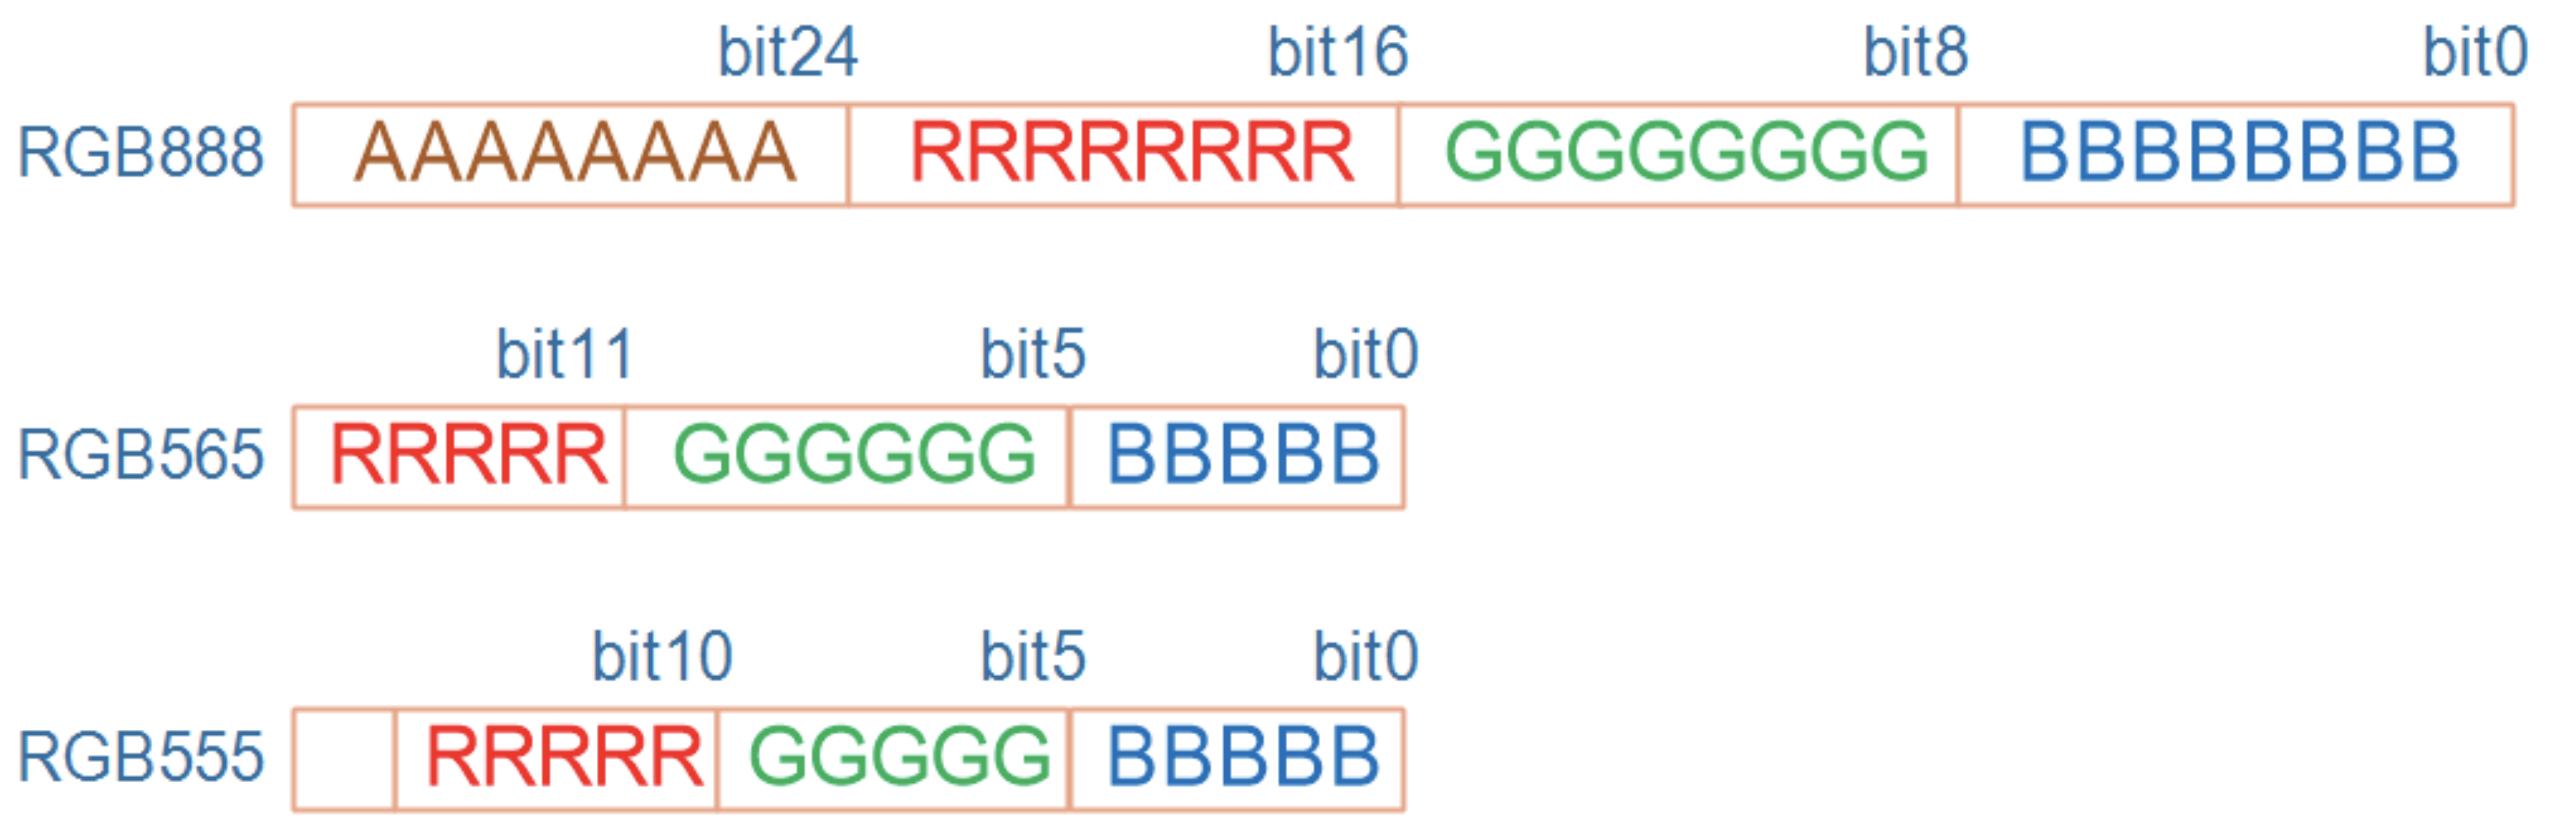 bit24 bit16 bit8 bit0
RGB888 AAAAAAAA RRRRRRRR GGGGGGGG BBBBBBBB
bit11 bit5 bit0
RGB565 RRRRR GGGGGG BBBBB
bit10 bit5 bit0
RGB555 RRRRR GGGGG BBBBB